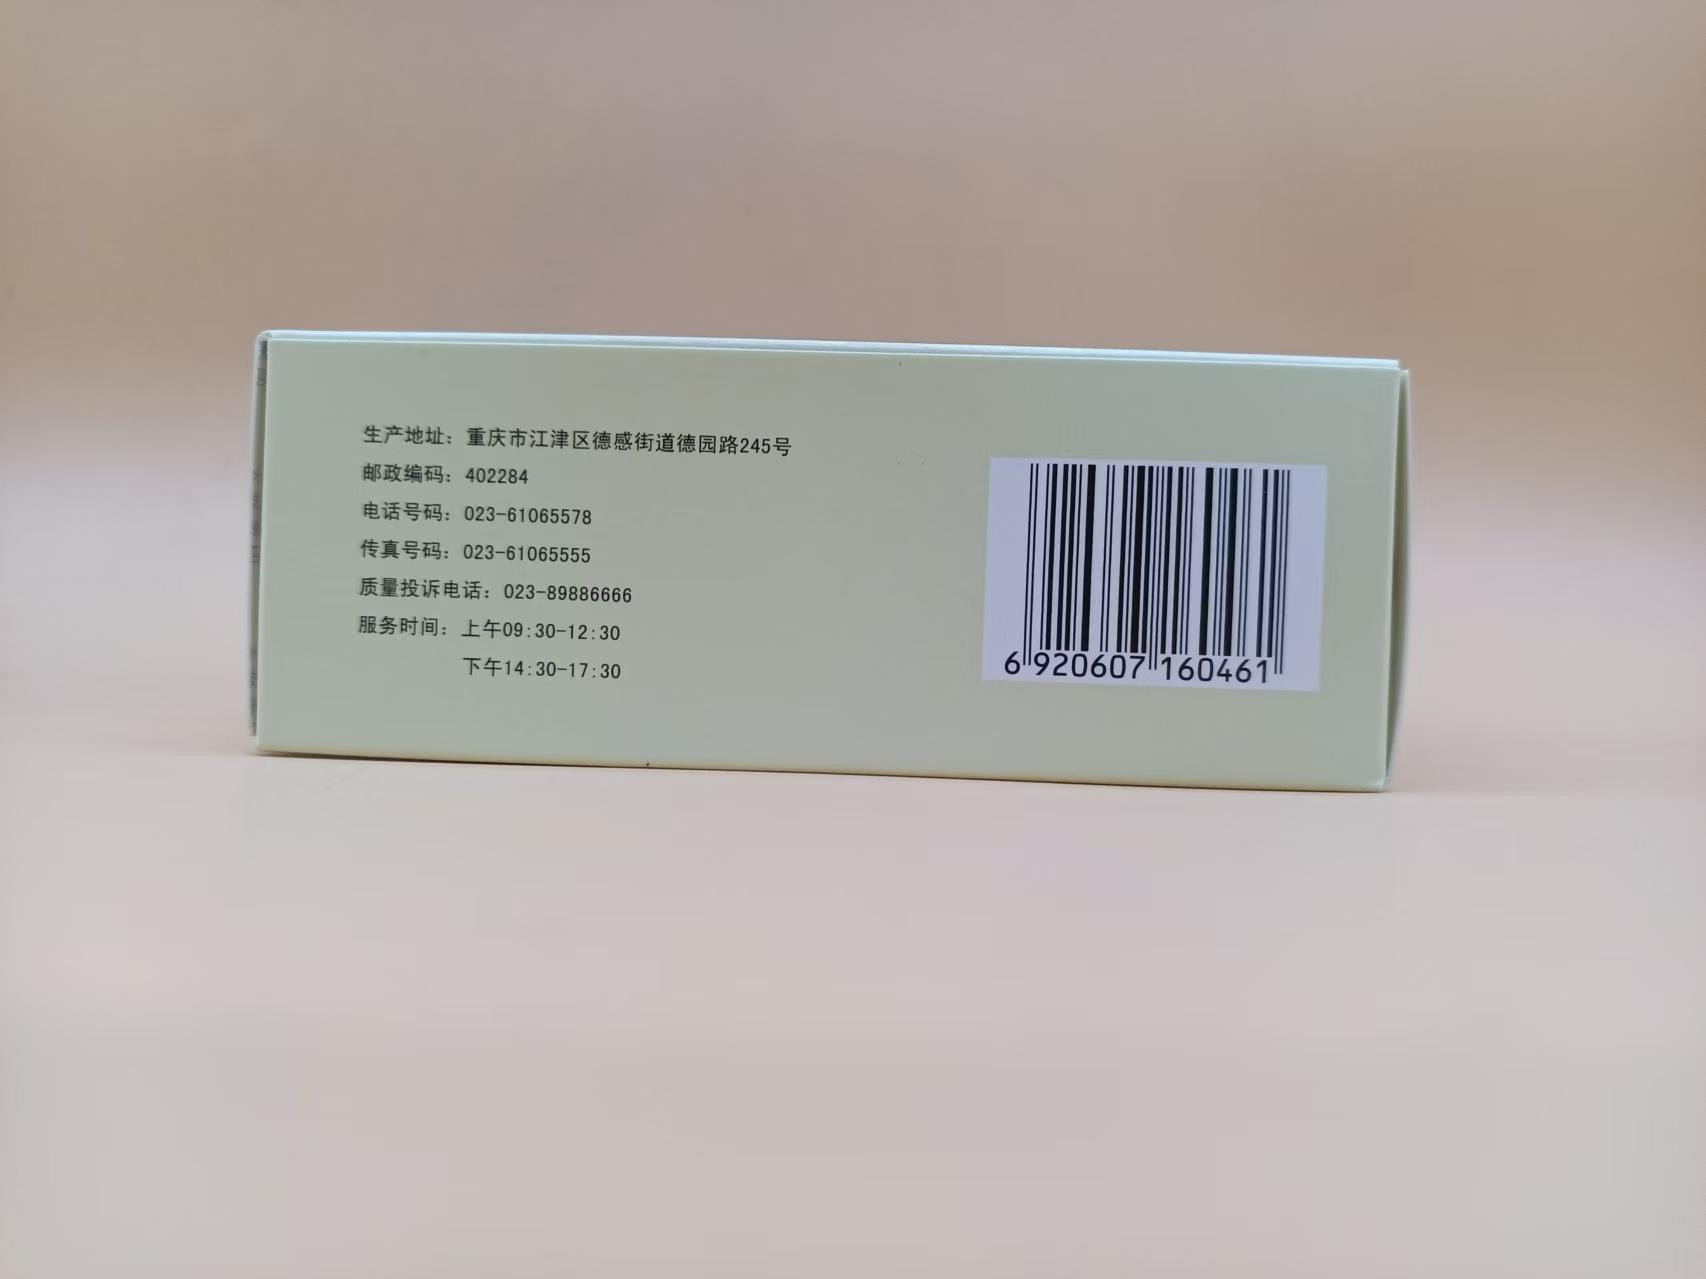 生产地址：重庆市江津区德感街道德园路245号
邮政编码：402284
电话号码：023-61065578
传真号码：023-61065555
质量投诉电话：023-89886666
服务时间：上午09:30-12:30
下午14:30-17:30
6 920607 160461